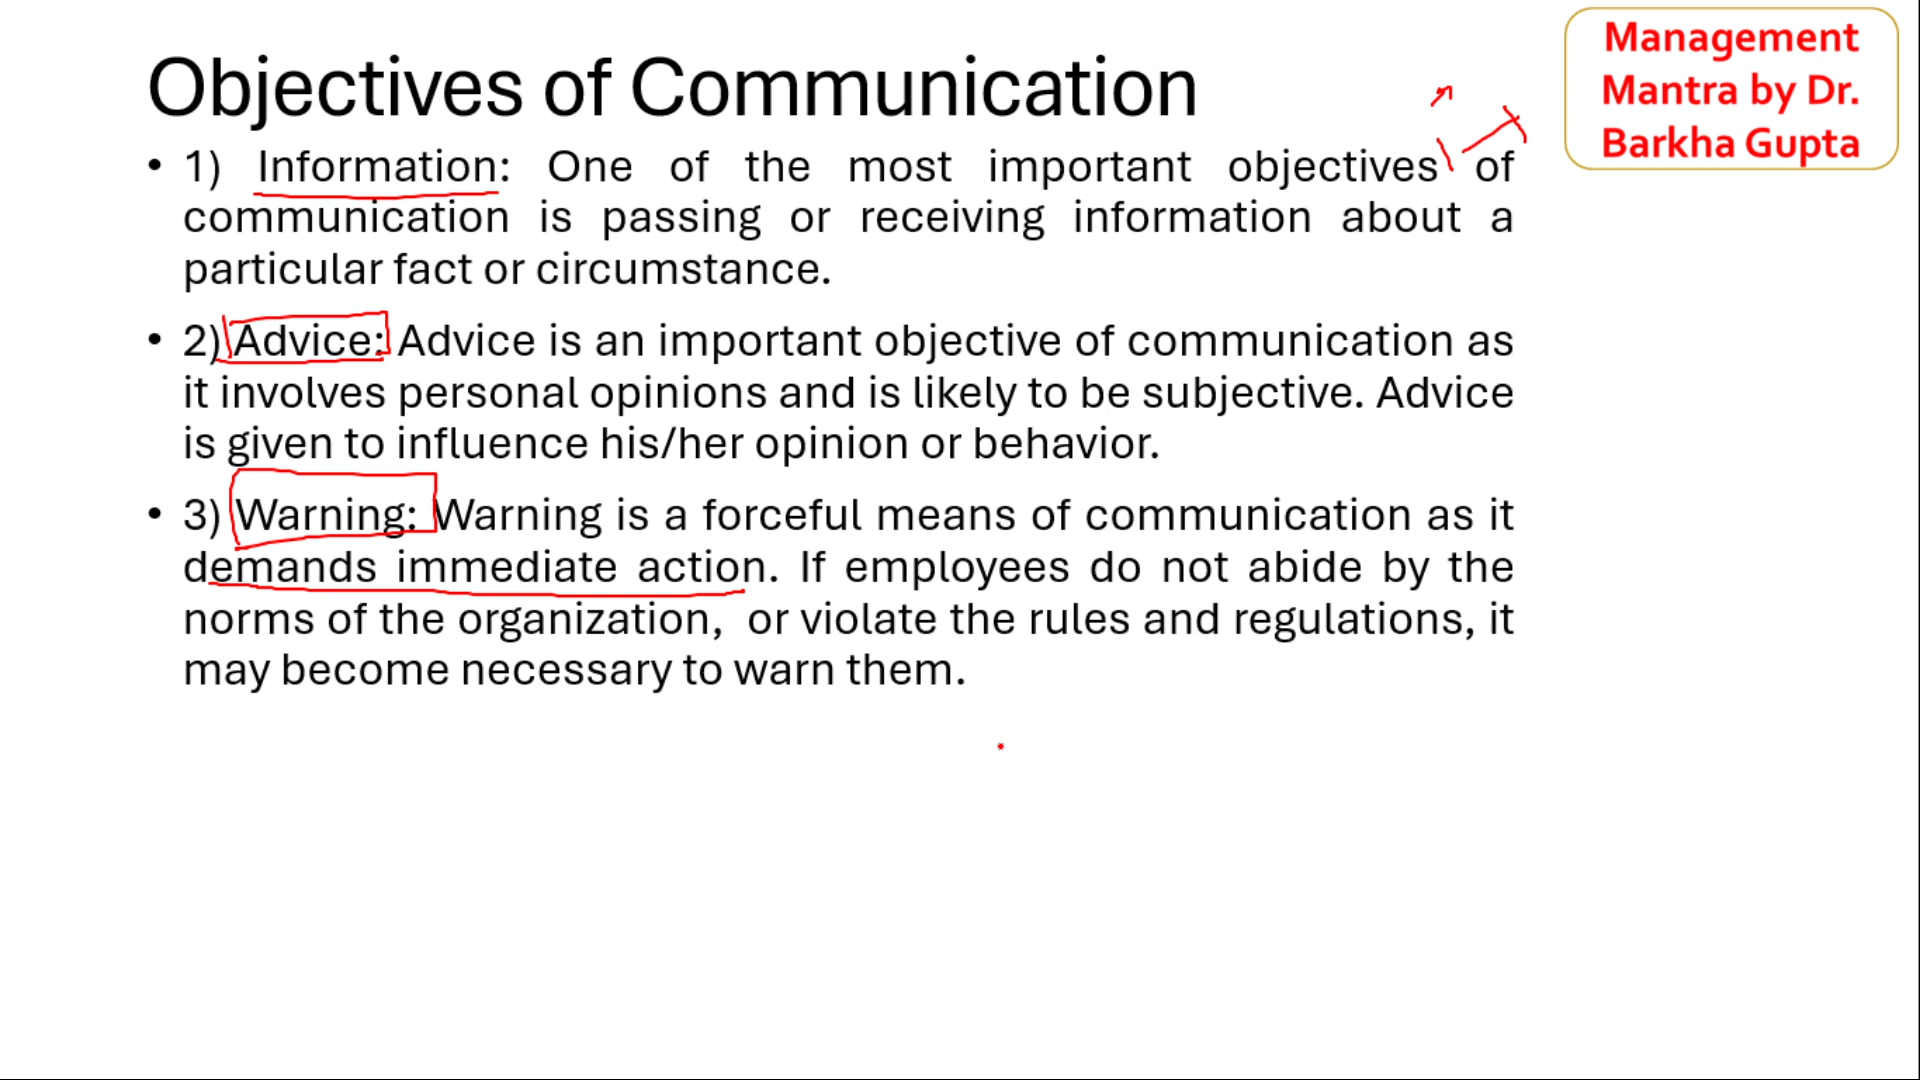 Objectives of Communication
Management
Mantra by Dr.
Barkha Gupta
• 1) Information: One of the most important objectives of
communication is passing or receiving information about a
particular fact or circumstance.
• 2) Advice: Advice is an important objective of communication as
it involves personal opinions and is likely to be subjective. Advice
is given to influence his/her opinion or behavior.
• 3) Warning: Warning is a forceful means of communication as it
demands immediate action. If employees do not abide by the
norms of the organization, or violate the rules and regulations, it
may become necessary to warn them.